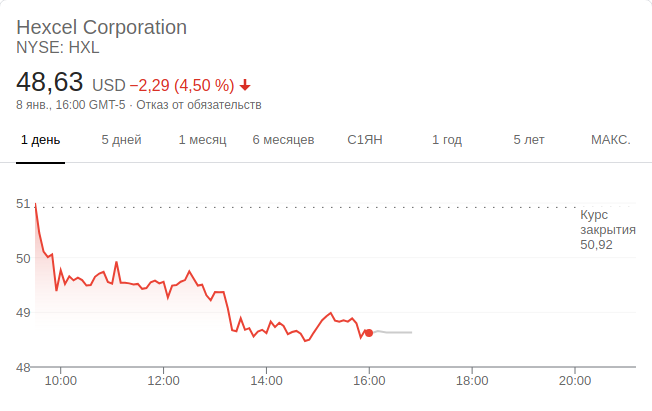 Hexcel Corporation
NYSE: HXL
48,63 USD −2,29 (4,50 %)
8 янв., 16:00 GMT-5 · Отказ от обязательств
1 день 5 дней 1 месяц 6 месяцев С1ЯН 1 год 5 лет МАКС.
51
Курс
закрытия
50,92
50
49
48
10:00 12:00 14:00 16:00 18:00 20:00